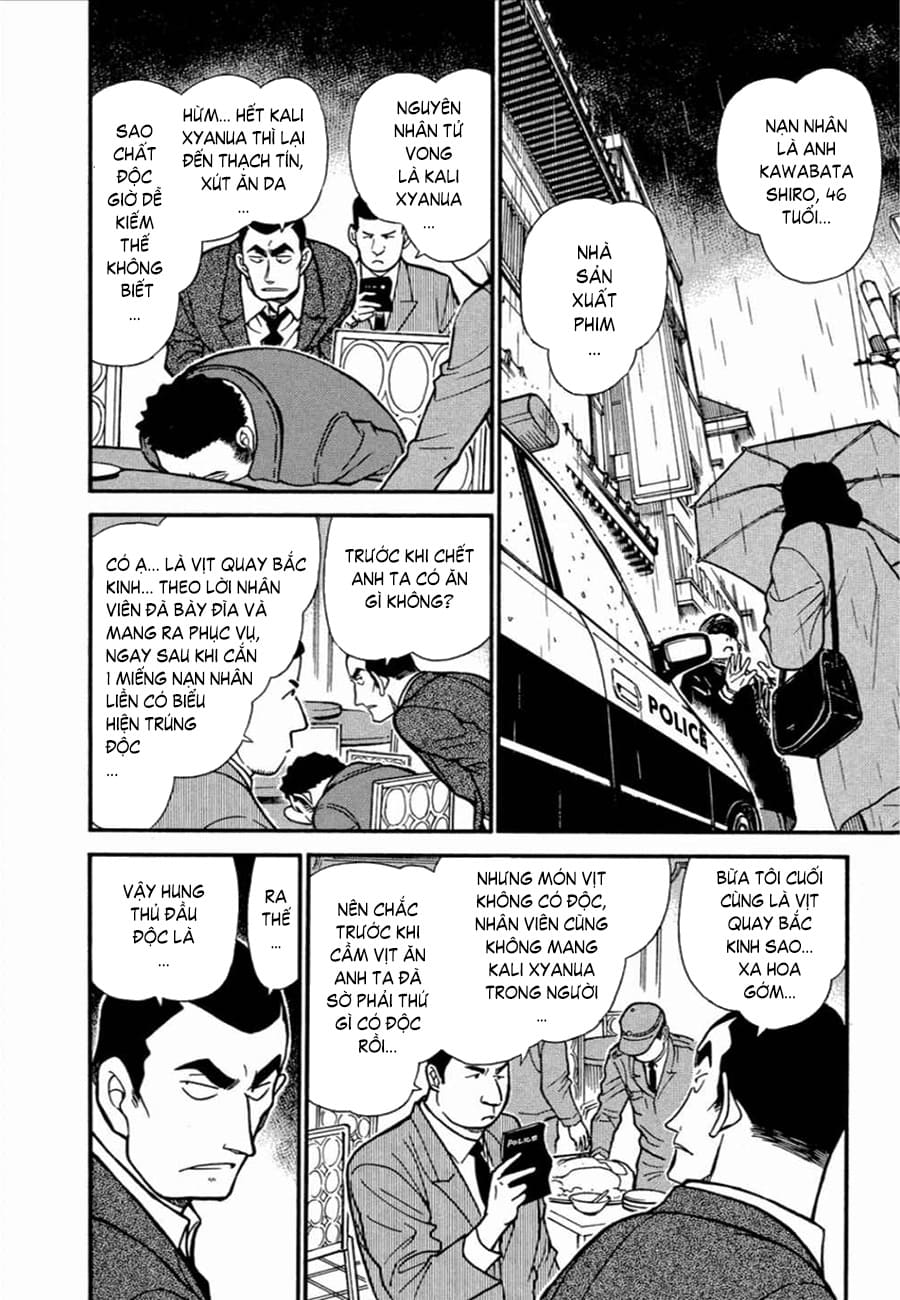 NẠN NHÂN
LÀ ANH
KAWABATA
SHIRO, 46
TUỔI...
NHÀ
SẢN
XUẤT
PHIM
...
POLICE
NGUYÊN
NHÂN TỬ
VONG
LÀ KALI
XYANUA
...
HỪM... HẾT KALI
XYANUA THÌ LẠI
ĐẾN THẠCH TÍN,
XÚT ĂN DA
...
SAO
CHẤT
ĐỘC
GIỜ DỄ
KIẾM
THẾ
KHÔNG
BIẾT
...
TRƯỚC KHI CHẾT
ANH TA CÓ ĂN
GÌ KHÔNG?
CÓ Ạ... LÀ VỊT QUAY BẮC
KINH... THEO LỜI NHÂN
VIÊN ĐÃ BÀY ĐĨA VÀ
MANG RA PHỤC VỤ,
NGAY SAU KHI CẮN
1 MIẾNG NẠN NHÂN
LIỀN CÓ BIỂU
HIỆN TRÚNG
ĐỘC
...
BỮA TỐI CUỐI
CÙNG LÀ VỊT
QUAY BẮC
KINH SAO...
XA HOA
GỚM...
NHƯNG MÓN VỊT
KHÔNG CÓ ĐỘC,
NHÂN VIÊN CŨNG
KHÔNG MANG
KALI XYANUA
TRONG NGƯỜI
...
NÊN CHẮC
TRƯỚC KHI
CẦM VỊT ĂN
ANH TA ĐÃ
SỜ PHẢI THỨ
GÌ CÓ ĐỘC
RỒI...
POLICE
RA
THẾ
...
VẬY HUNG
THỦ ĐẦU
ĐỘC LÀ
...